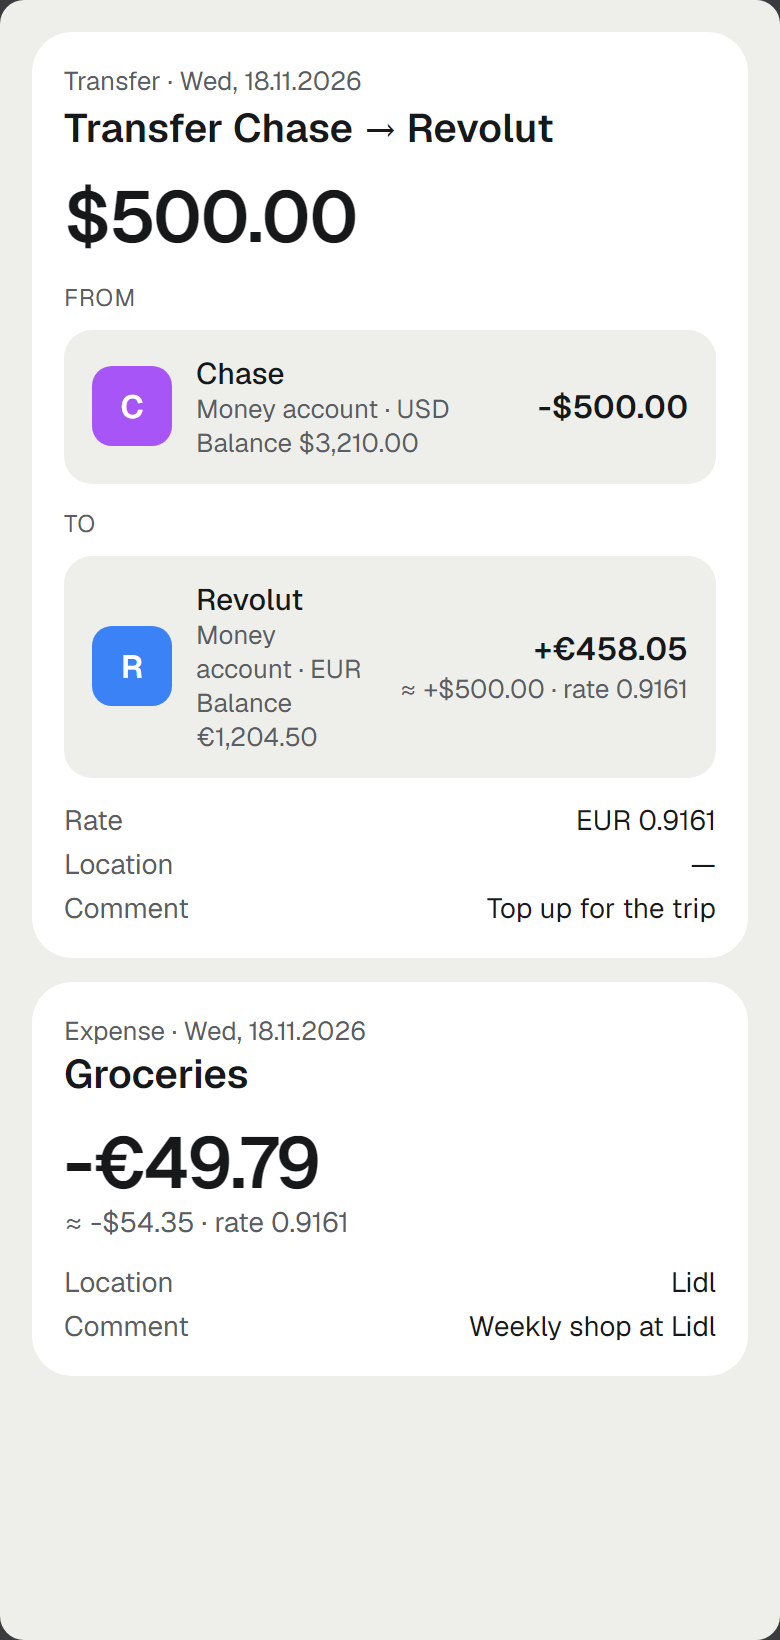 Transfer · Wed, 18.11.2026
Transfer Chase → Revolut
$500.00
FROM
C
Chase
Money account · USD
Balance $3,210.00
-$500.00
TO
R
Revolut
Money
account · EUR
Balance
€1,204.50
+€458.05
≈ +$500.00 · rate 0.9161
Rate
EUR 0.9161
Location
—
Comment
Top up for the trip
Expense · Wed, 18.11.2026
Groceries
-€49.79
≈ -$54.35 · rate 0.9161
Location
Lidl
Comment
Weekly shop at Lidl